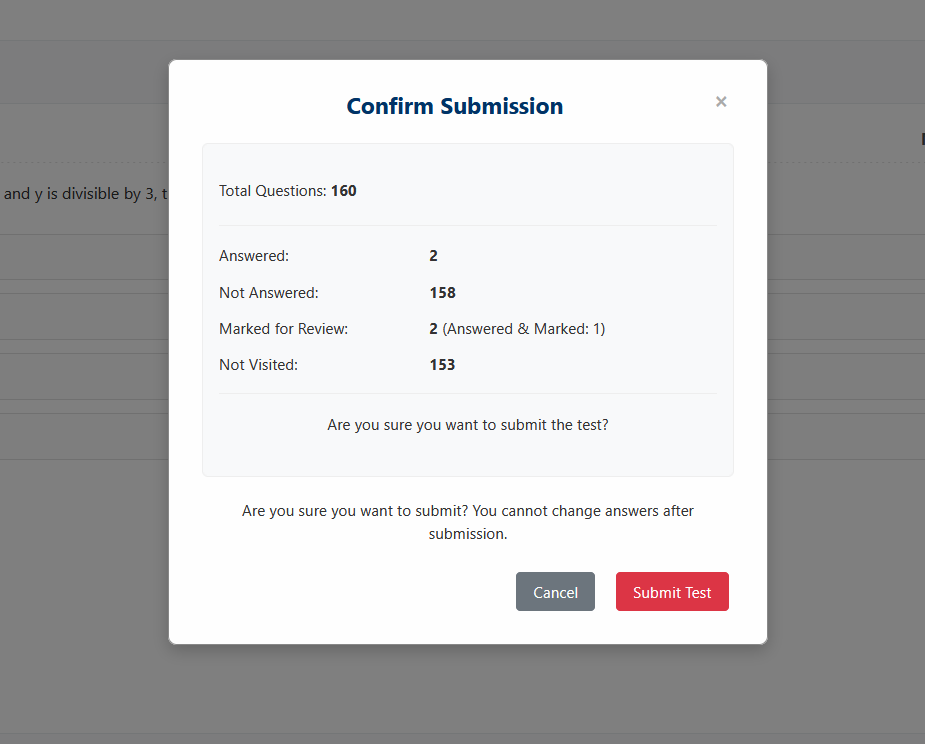 Confirm Submission
×
Total Questions: 160
and y is divisible by 3,
Answered: 2
Not Answered: 158
Marked for Review: 2 (Answered & Marked: 1)
Not Visited: 153
Are you sure you want to submit the test?
Are you sure you want to submit? You cannot change answers after
submission.
Cancel Submit Test